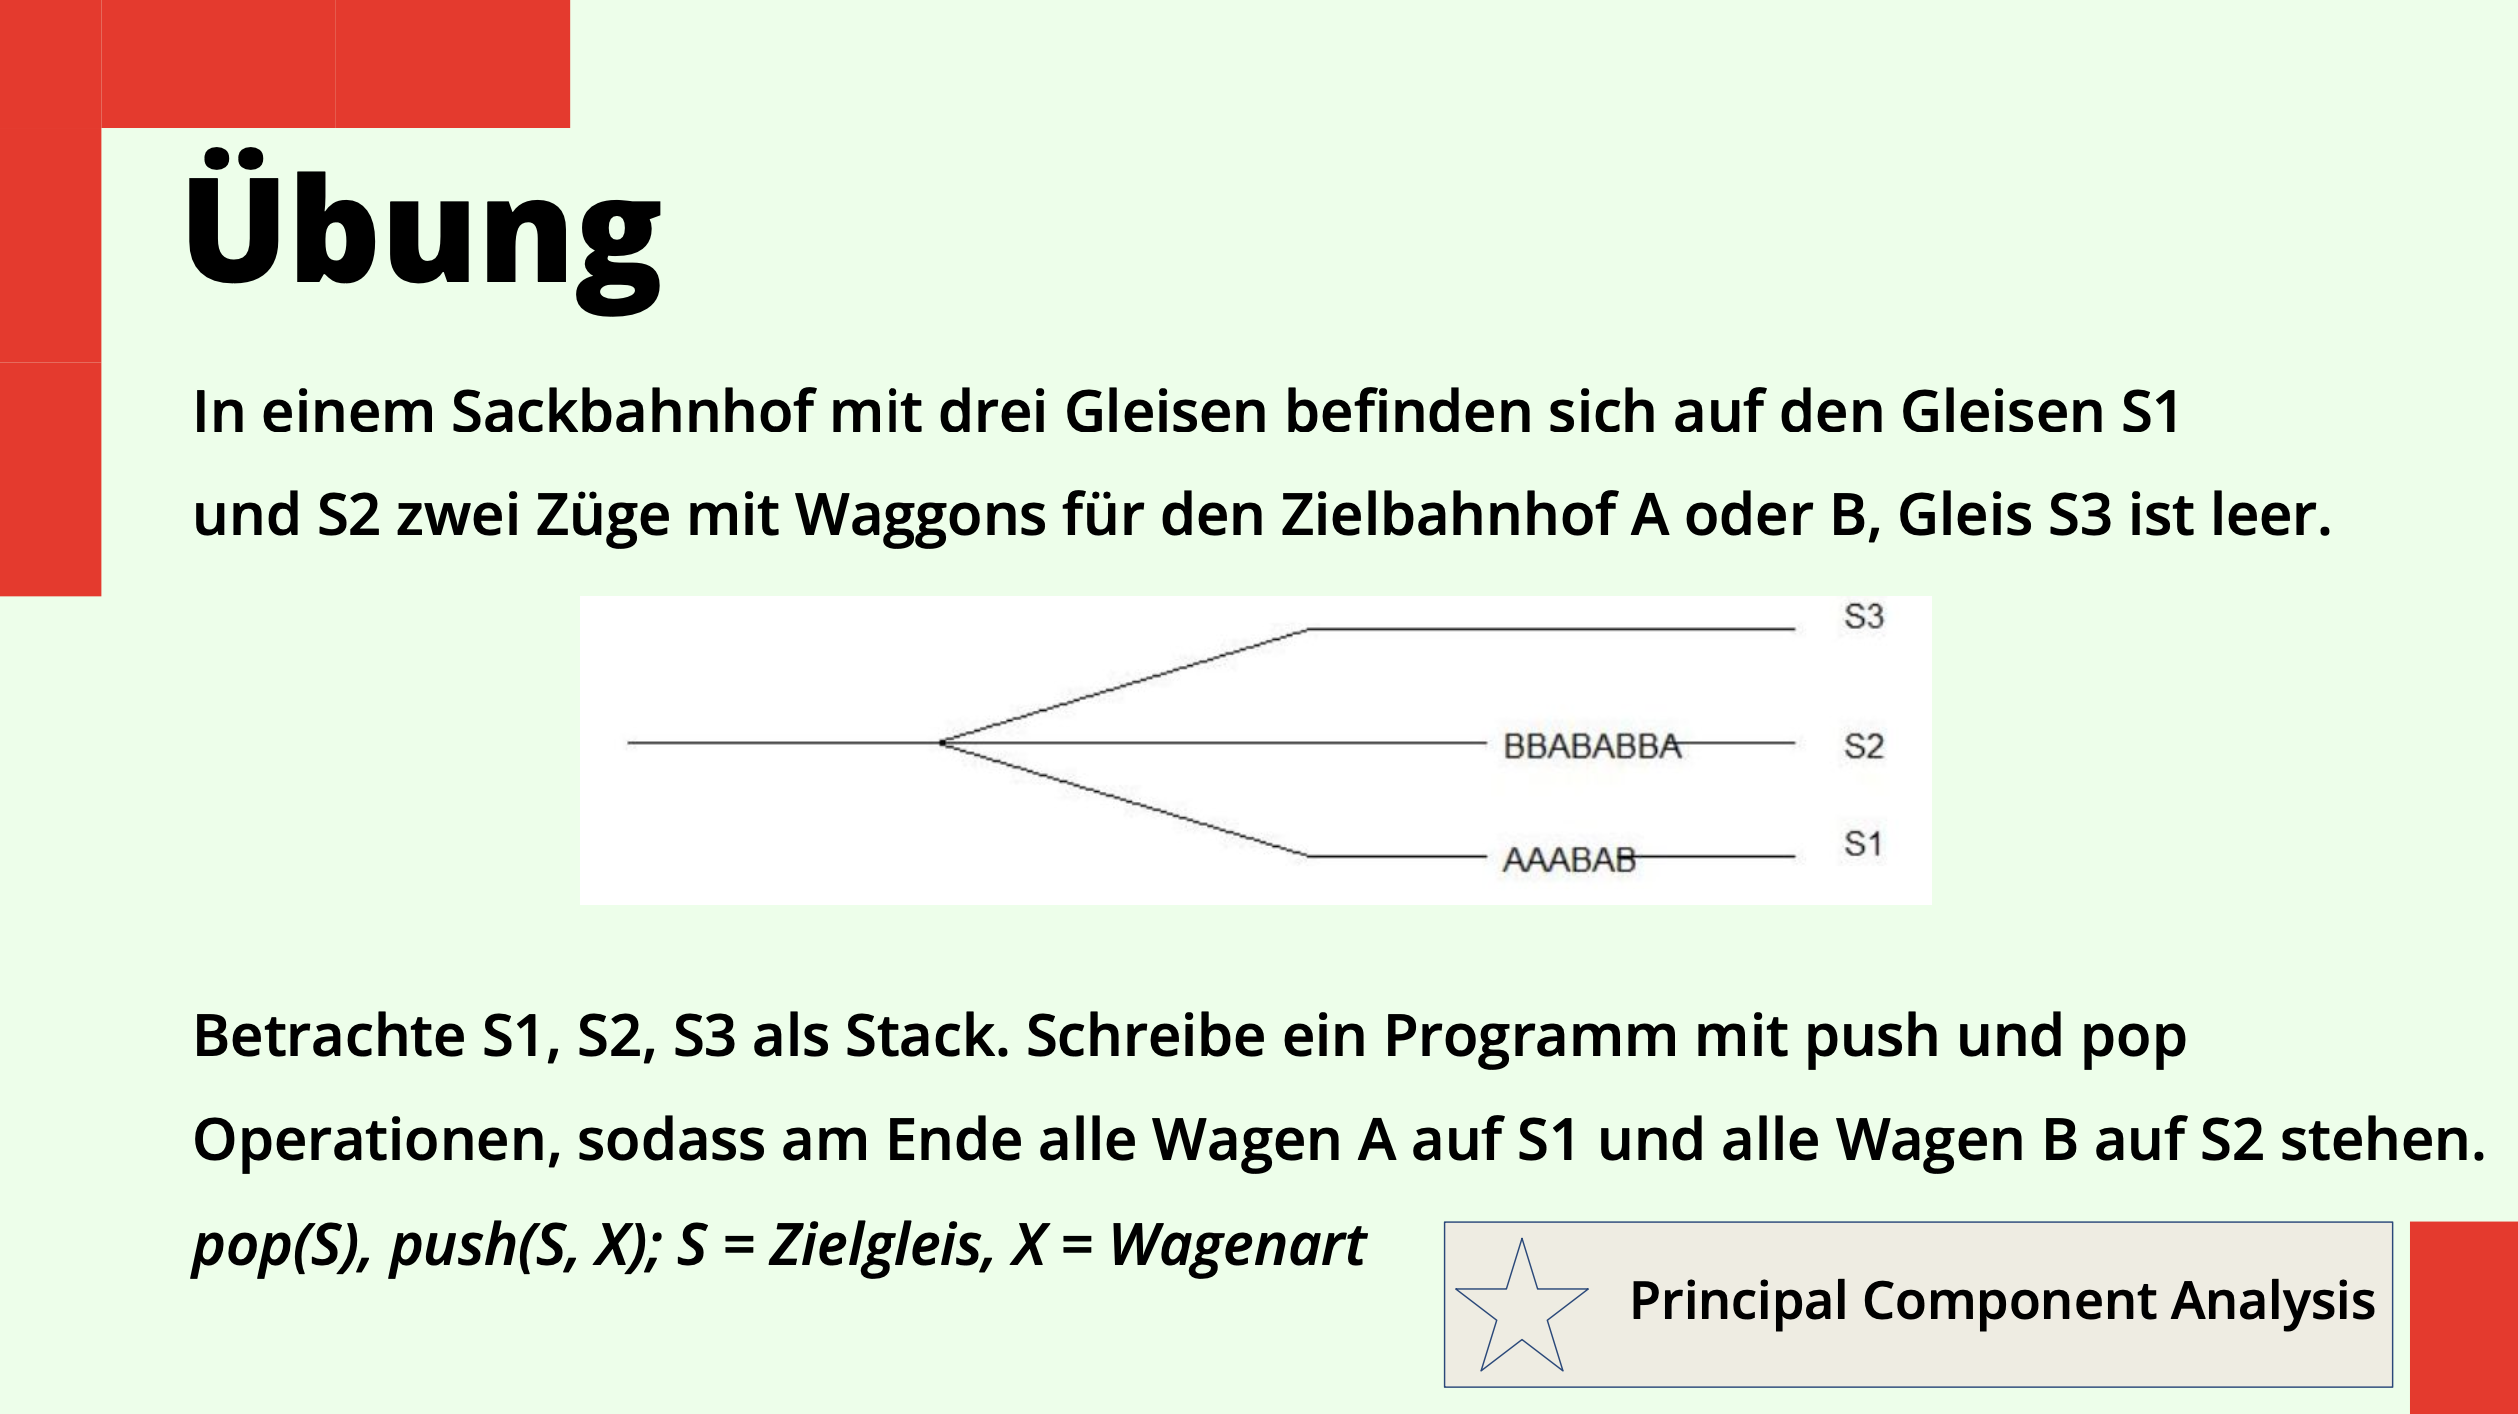 Übung
In einem Sackbahnhof mit drei Gleisen befinden sich auf den Gleisen S1
und S2 zwei Züge mit Waggons für den Zielbahnhof A oder B, Gleis S3 ist leer.
S3
BBABABBA S2
AAABAB S1
Betrachte S1, S2, S3 als Stack. Schreibe ein Programm mit push und pop
Operationen, sodass am Ende alle Wagen A auf S1 und alle Wagen B auf S2 stehen.
pop(S), push(S, X); S = Zielgleis, X = Wagenart
Principal Component Analysis